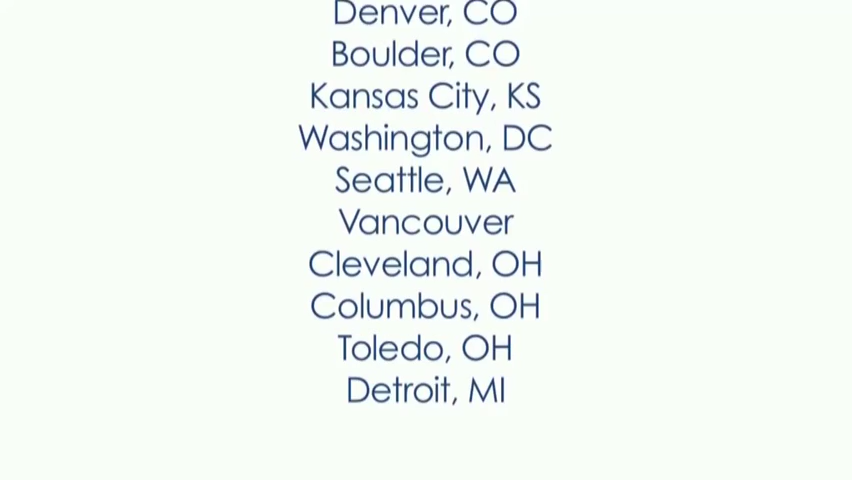 Denver, CO
Boulder, CO
Kansas City, KS
Washington, DC
Seattle, WA
Vancouver
Cleveland, OH
Columbus, OH
Toledo, OH
Detroit, MI